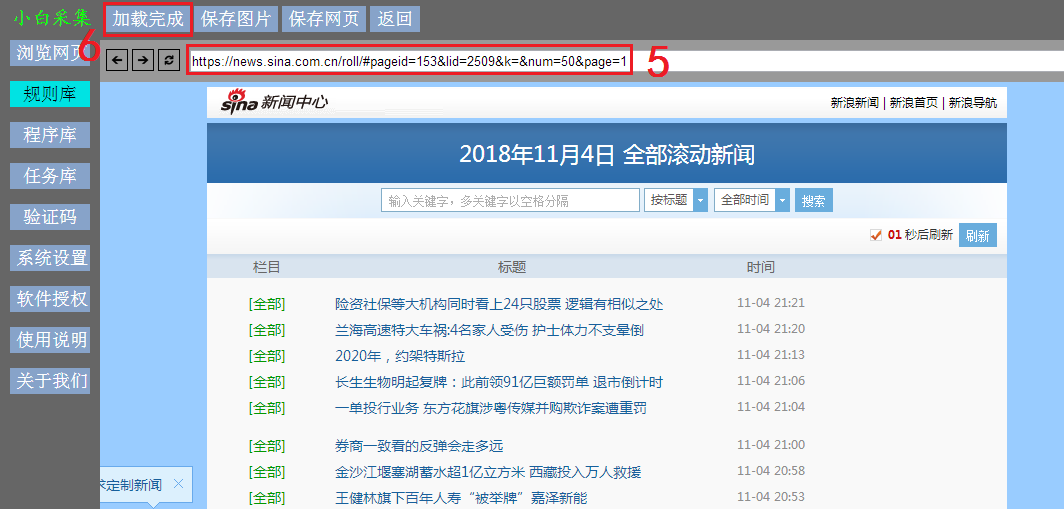 小白采集 加载完成 保存图片 保存网页 返回
6
浏览网页
https://news.sina.com.cn/roll/#pageid=153&lid=2509&k=&num=50&page=1 5
规则库
程序库
任务库
验证码
系统设置
软件授权
使用说明
关于我们
sina 新闻中心 新浪新闻 | 新浪首页 | 新浪导航
2018年11月4日 全部滚动新闻
输入关键字，多关键字以空格分隔 按标题 全部时间 搜索
01 秒后刷新 刷新
栏目 标题 时间
[全部] 险资社保等大机构同时看上24只股票 逻辑有相似之处 11-04 21:21
[全部] 兰海高速特大车祸:4名家人受伤 护士体力不支晕倒 11-04 21:20
[全部] 2020年，约架特斯拉 11-04 21:13
[全部] 长生生物明起复牌：此前领91亿巨额罚单 退市倒计时 11-04 21:06
[全部] 一单投行业务 东方花旗涉粤传媒并购欺诈案遭重罚 11-04 21:04
[全部] 券商一致看的反弹会走多远 11-04 21:00
[全部] 金沙江堰塞湖蓄水超1亿立方米 西藏投入万人救援 11-04 20:58
[全部] 王健林旗下百年人寿“被举牌”嘉泽新能 11-04 20:53
求定制新闻